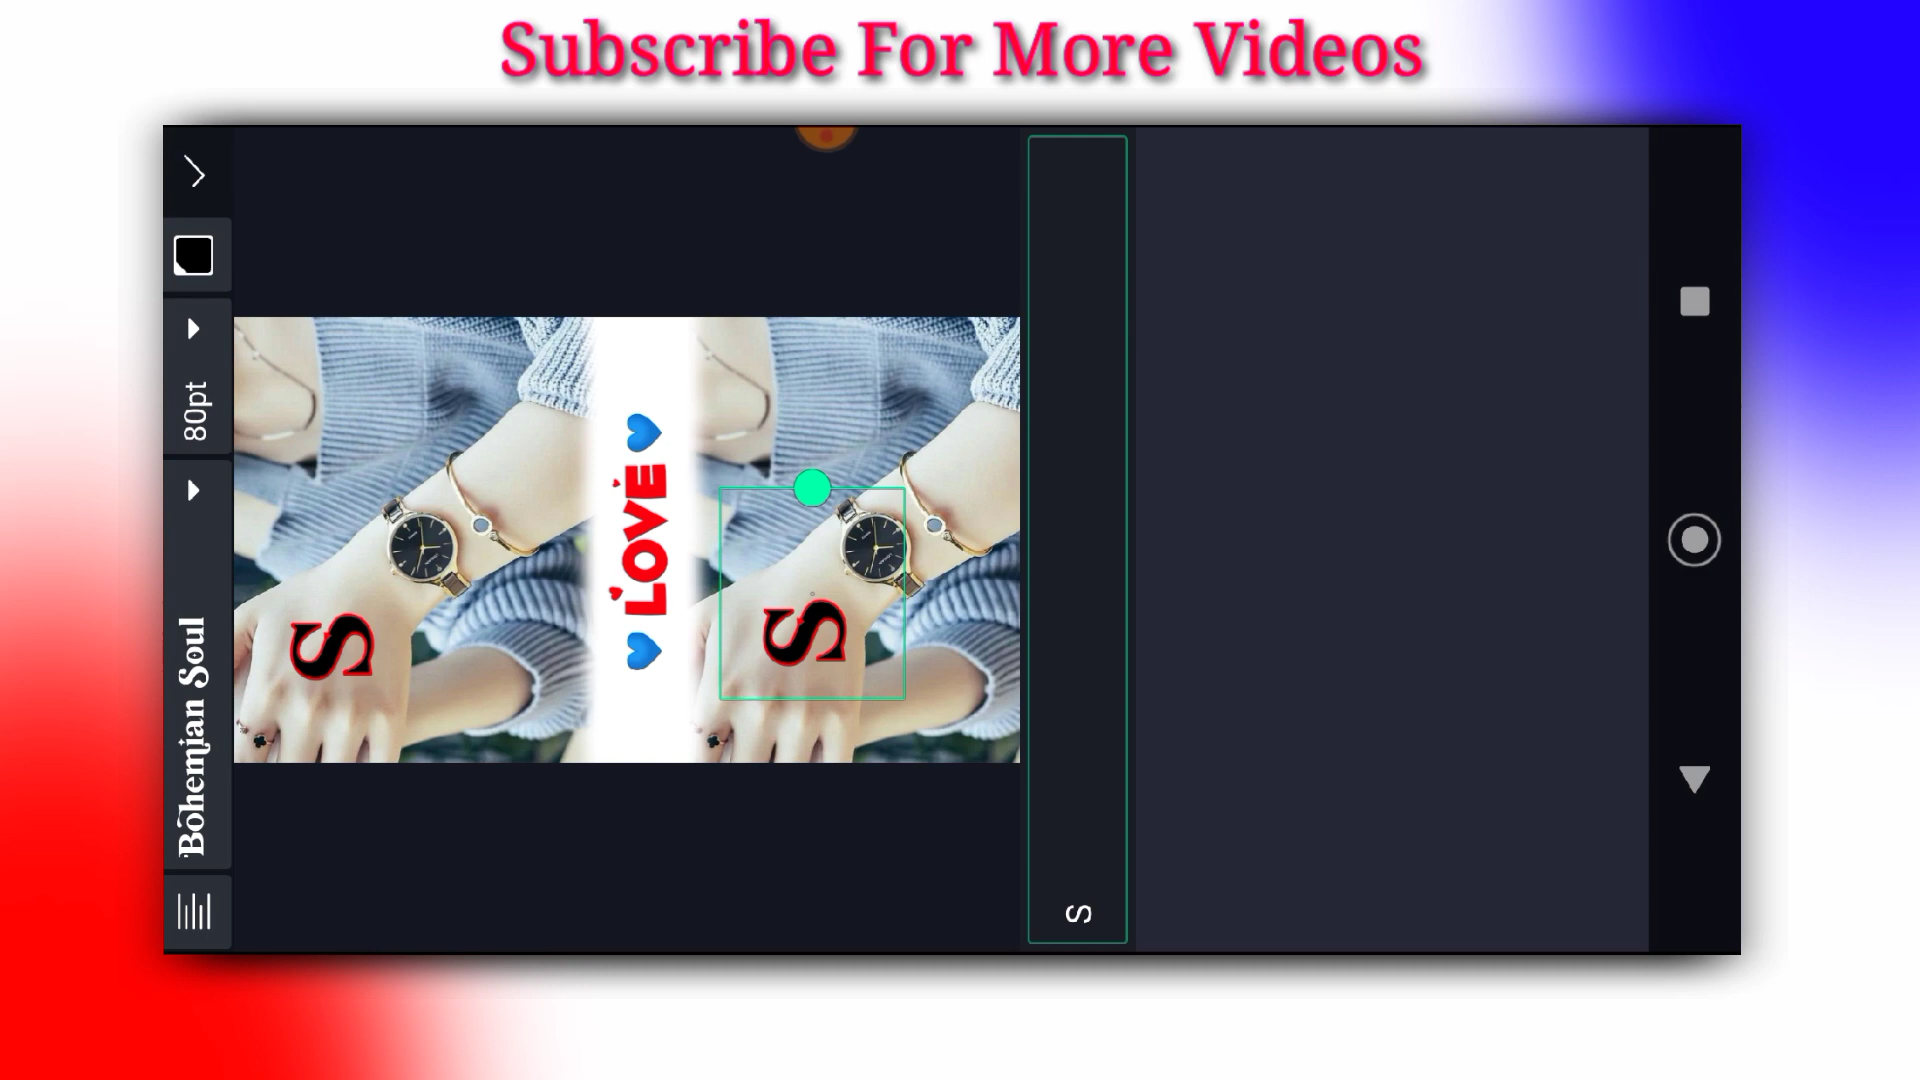 Subscribe For More Videos
Bohemian Soul
80pt
S
LOVE
S
S